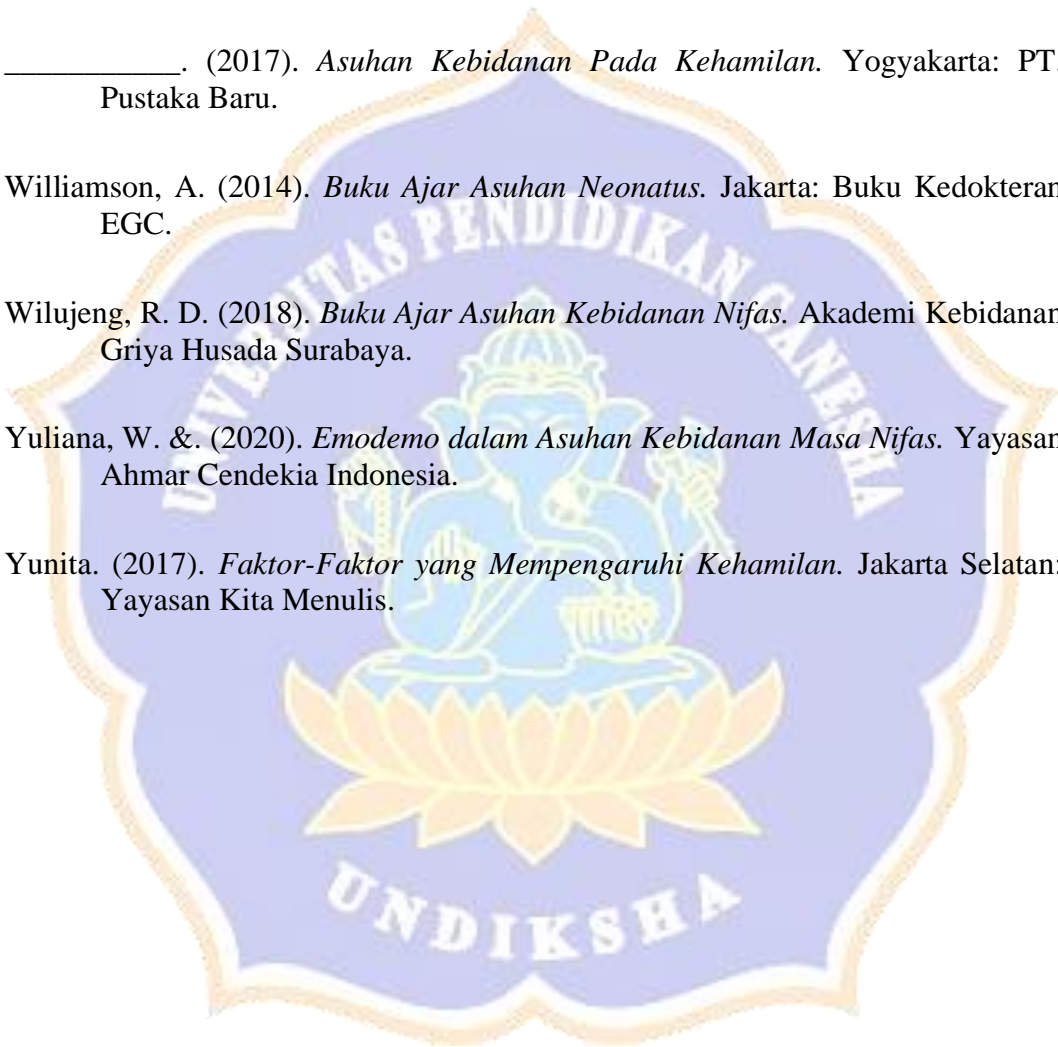 ___________. (2017). Asuhan Kebidanan Pada Kehamilan. Yogyakarta: PT.
Pustaka Baru.
Williamson, A. (2014). Buku Ajar Asuhan Neonatus. Jakarta: Buku Kedokteran
EGC.
UNIVERSITAS PENDIDIKAN GANESHA
Wilujeng, R. D. (2018). Buku Ajar Asuhan Kebidanan Nifas. Akademi Kebidanan
Griya Husada Surabaya.
Yuliana, W. &. (2020). Emodemo dalam Asuhan Kebidanan Masa Nifas. Yayasan
Ahmar Cendekia Indonesia.
Yunita. (2017). Faktor-Faktor yang Mempengaruhi Kehamilan. Jakarta Selatan:
Yayasan Kita Menulis.
UNDIKSHA